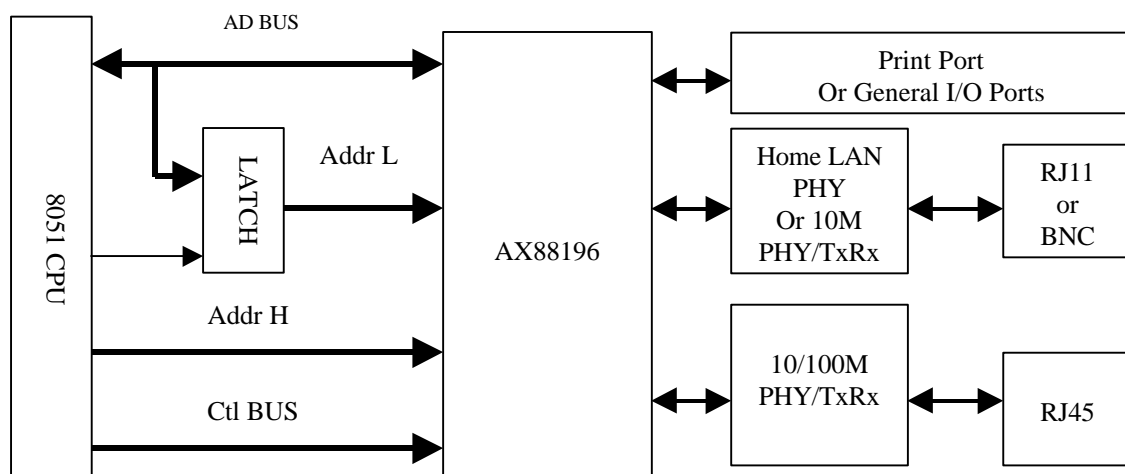 AD BUS
8051 CPU
LATCH
Addr L
Addr H
Ctl BUS
AX88196
Print Port
Or General I/O Ports
Home LAN
PHY
Or 10M
PHY/TxRx
RJ11
or
BNC
10/100M
PHY/TxRx
RJ45